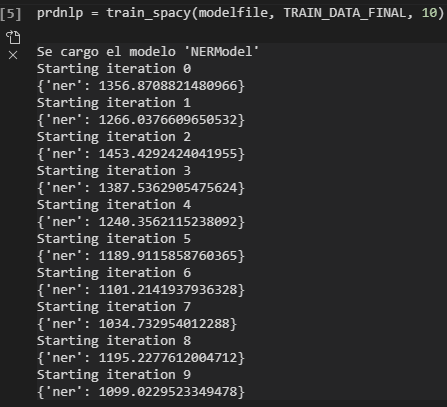 [5] prdnlp = train_spacy(modelfile, TRAIN_DATA_FINAL, 10)
Se cargo el modelo 'NERModel'
Starting iteration 0
{'ner': 1356.8708821480966}
Starting iteration 1
{'ner': 1266.0376609650532}
Starting iteration 2
{'ner': 1453.4292424041955}
Starting iteration 3
{'ner': 1387.5362905475624}
Starting iteration 4
{'ner': 1240.3562115238092}
Starting iteration 5
{'ner': 1189.9115858760365}
Starting iteration 6
{'ner': 1101.2141937936328}
Starting iteration 7
{'ner': 1034.732954012288}
Starting iteration 8
{'ner': 1195.2277612004712}
Starting iteration 9
{'ner': 1099.0229523349478}